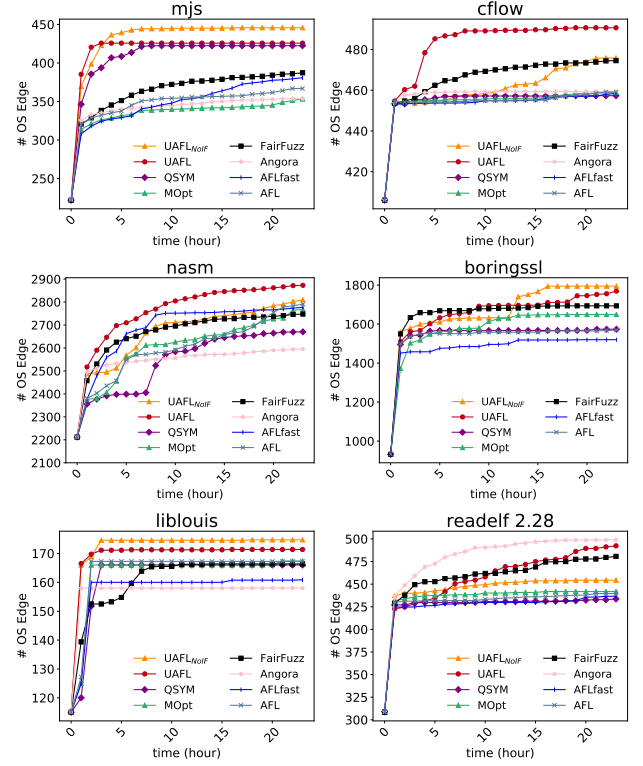 mjs
# OS Edge
450
400
350
300
250
0
5
10
15
20
time (hour)
UAFL_NoIF
UAFL
QSYM
MOpt
FairFuzz
Angora
AFLfast
AFL
cflow
# OS Edge
480
460
440
420
0
5
10
15
20
time (hour)
UAFL_NoIF
UAFL
QSYM
MOpt
FairFuzz
Angora
AFLfast
AFL
nasm
# OS Edge
2900
2800
2700
2600
2500
2400
2300
2200
2100
0
5
10
15
20
time (hour)
UAFL_NoIF
UAFL
QSYM
MOpt
FairFuzz
Angora
AFLfast
AFL
boringssl
# OS Edge
1800
1600
1400
1200
1000
0
5
10
15
20
time (hour)
UAFL_NoIF
UAFL
QSYM
MOpt
FairFuzz
Angora
AFLfast
AFL
liblouis
# OS Edge
170
160
150
140
130
120
0
5
10
15
20
time (hour)
UAFL_NoIF
UAFL
QSYM
MOpt
FairFuzz
Angora
AFLfast
AFL
readelf 2.28
# OS Edge
500
475
450
425
400
375
350
325
300
0
5
10
15
20
time (hour)
UAFL_NoIF
UAFL
QSYM
MOpt
FairFuzz
Angora
AFLfast
AFL